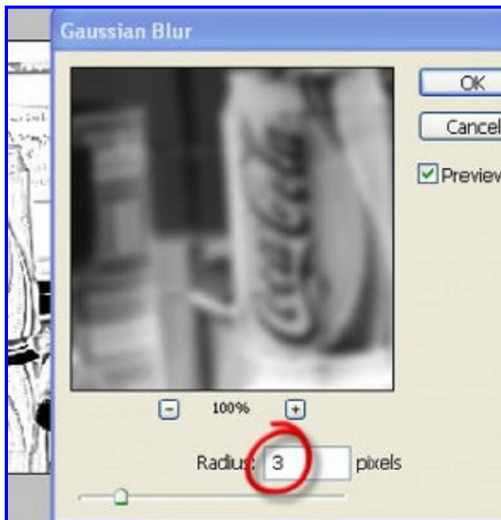 Gaussian Blur
OK
Cancel
Preview
Coca-Cola
100%
Radius: 3 pixels